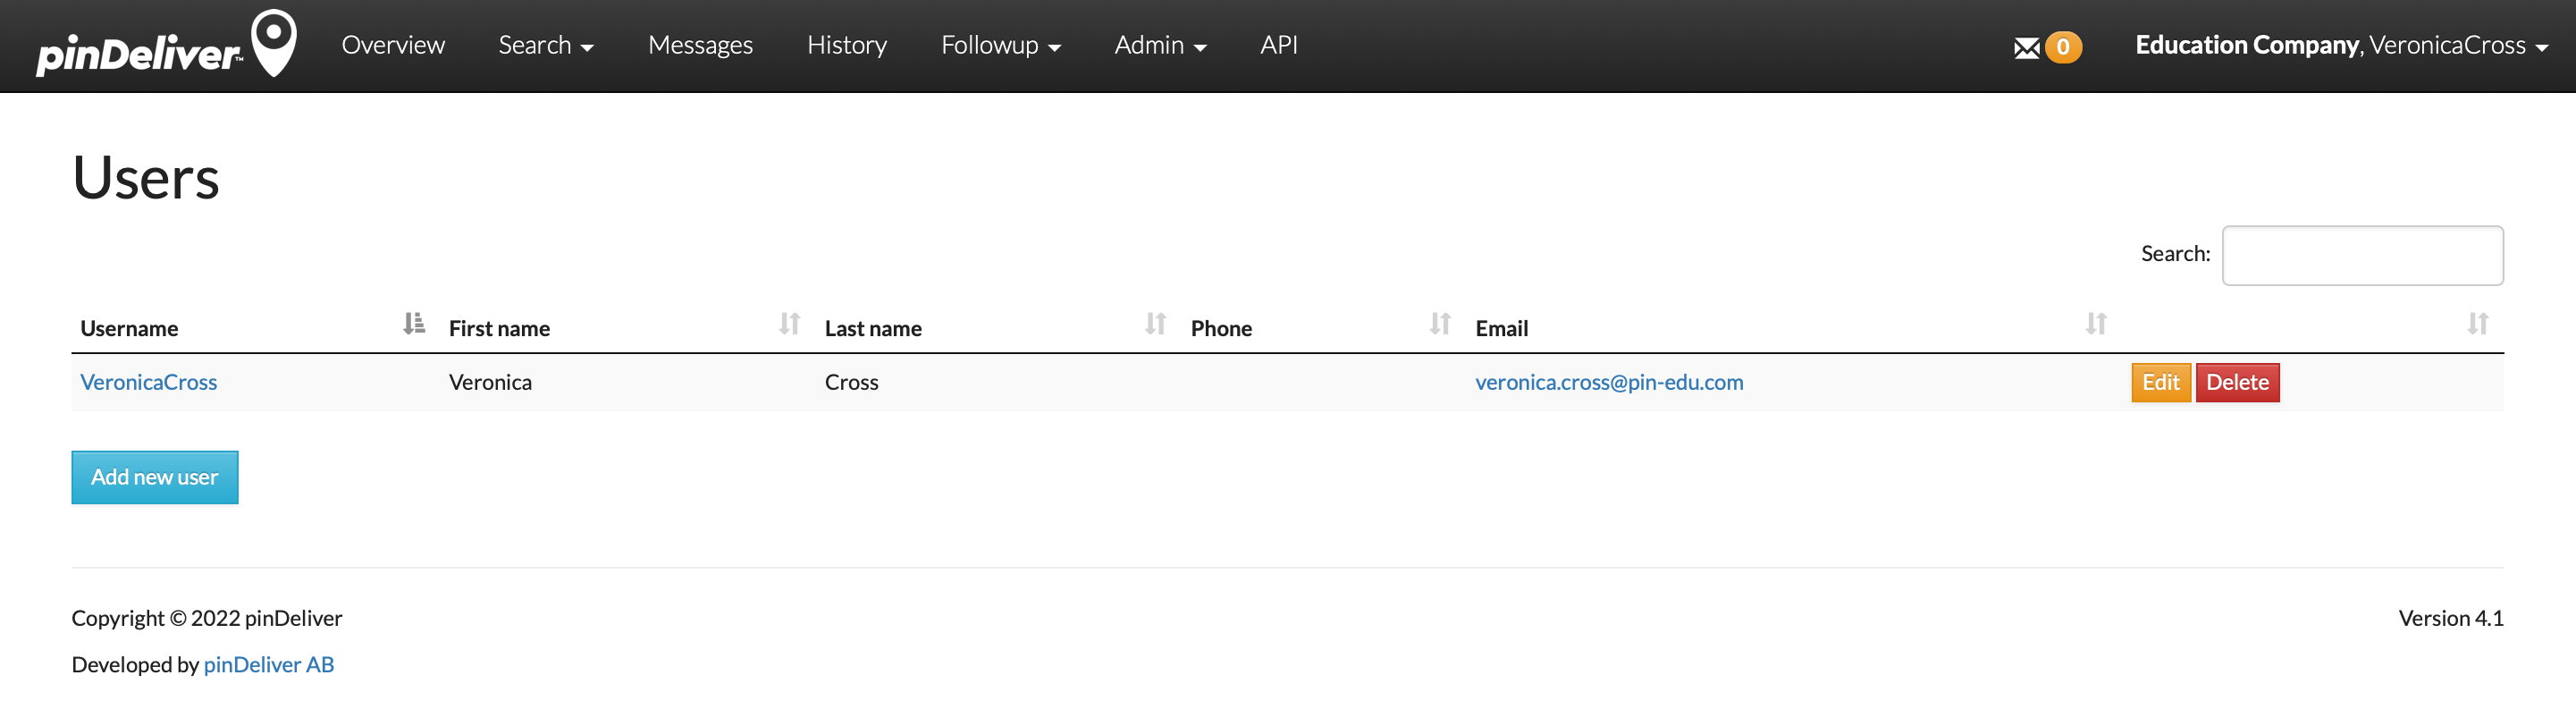 pinDeliver™ Overview Search Messages History Followup Admin API 0 Education Company, VeronicaCross
Users
Search:
Username First name Last name Phone Email
VeronicaCross Veronica Cross veronica.cross@pin-edu.com Edit Delete
Add new user
Copyright © 2022 pinDeliver Version 4.1
Developed by pinDeliver AB